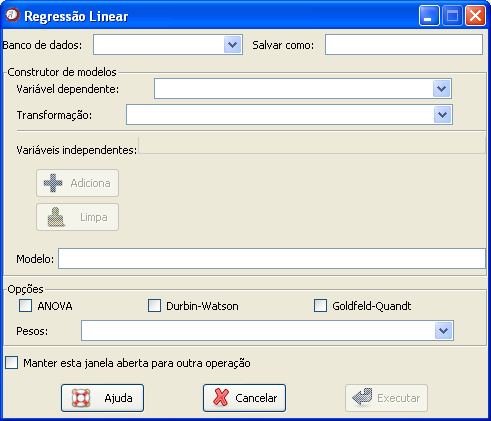 Regressão Linear
Banco de dados: Salvar como:
Construtor de modelos
Variável dependente:
Transformação:
Variáveis independentes:
Adiciona
Limpa
Modelo:
Opções
ANOVA Durbin-Watson Goldfeld-Quandt
Pesos:
Manter esta janela aberta para outra operação
Ajuda Cancelar Executar